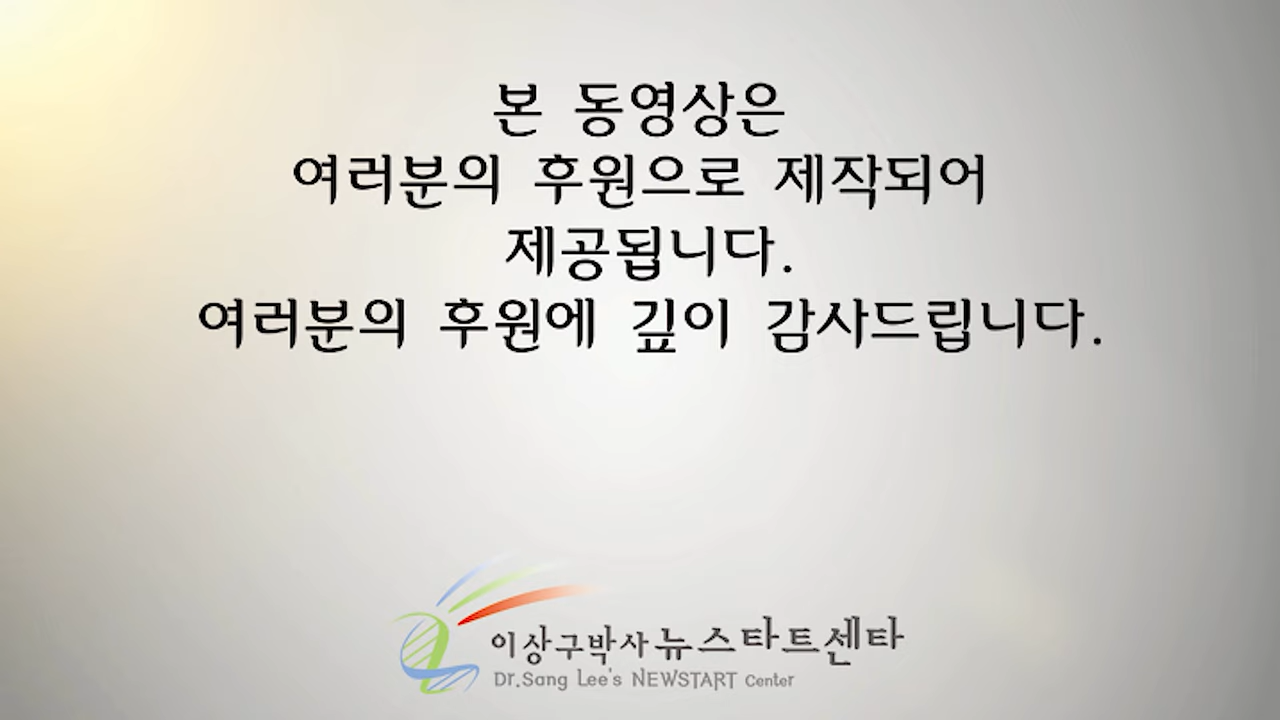 본 동영상은
여러분의 후원으로 제작되어
제공됩니다.
여러분의 후원에 깊이 감사드립니다.
이상구박사 뉴스타트센타
Dr.Sang Lee's NEWSTART Center